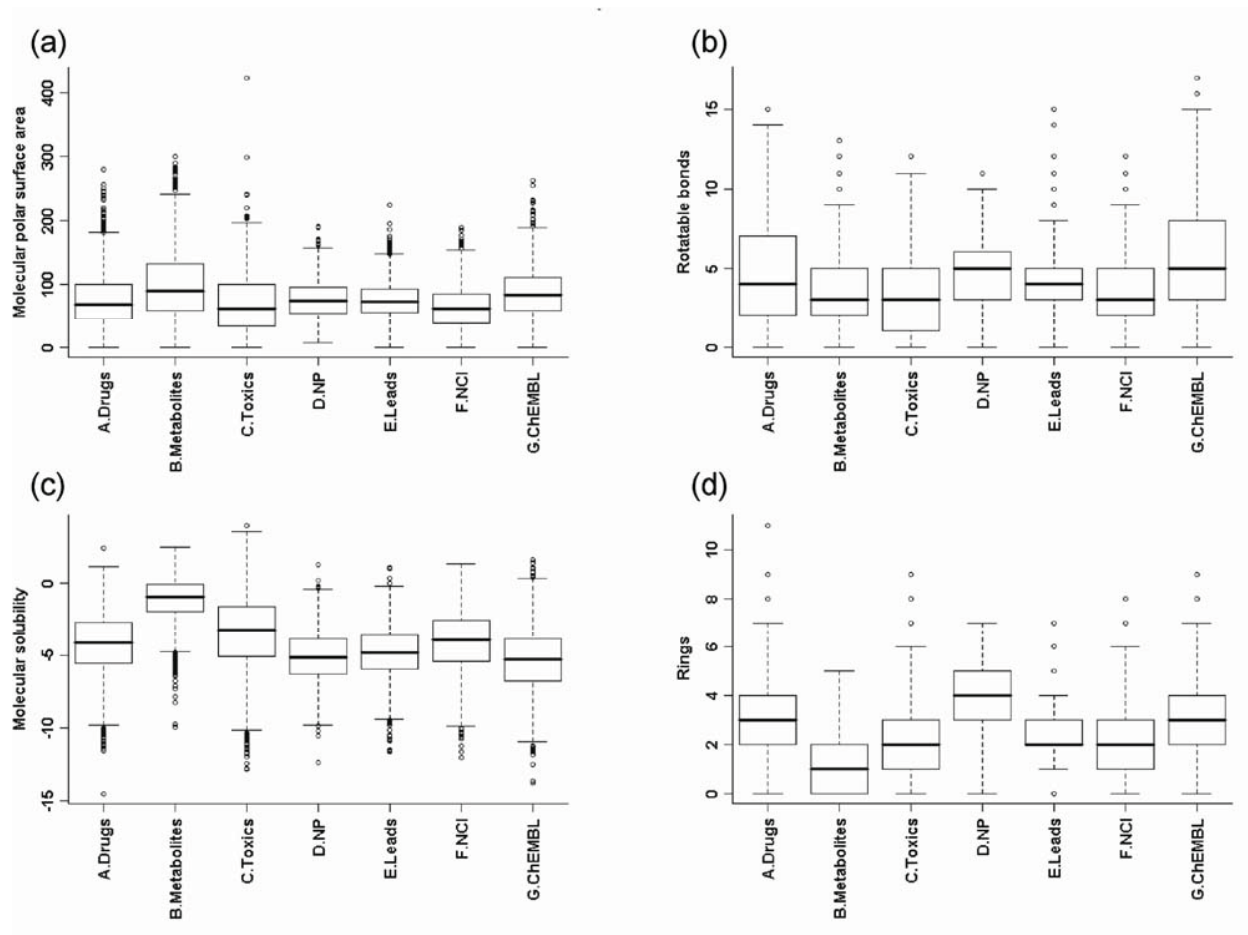 (a)
Molecular polar surface area
400
300
200
100
0
A.Drugs
B.Metabolites
C.Toxics
D.NP
E.Leads
F.NCI
G.ChEMBL
(b)
Rotatable bonds
15
10
5
0
A.Drugs
B.Metabolites
C.Toxics
D.NP
E.Leads
F.NCI
G.ChEMBL
(c)
Molecular solubility
0
-5
-10
-15
A.Drugs
B.Metabolites
C.Toxics
D.NP
E.Leads
F.NCI
G.ChEMBL
(d)
Rings
10
8
6
4
2
0
A.Drugs
B.Metabolites
C.Toxics
D.NP
E.Leads
F.NCI
G.ChEMBL